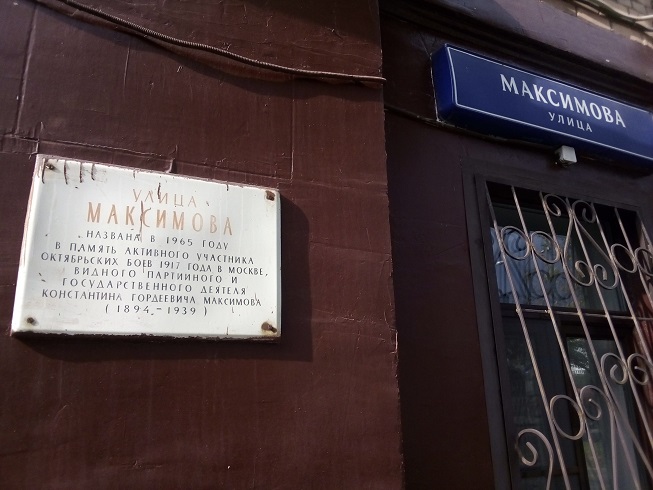 УЛИЦА
МАКСИМОВА
НАЗВАНА В 1965 ГОДУ
В ПАМЯТЬ АКТИВНОГО УЧАСТНИКА
ОКТЯБРЬСКИХ БОЕВ 1917 ГОДА В МОСКВЕ,
ВИДНОГО ПАРТИЙНОГО И
ГОСУДАРСТВЕННОГО ДЕЯТЕЛЯ
КОНСТАНТИНА ГОРДЕЕВИЧА МАКСИМОВА
(1894-1939)
МАКСИМОВА
УЛИЦА